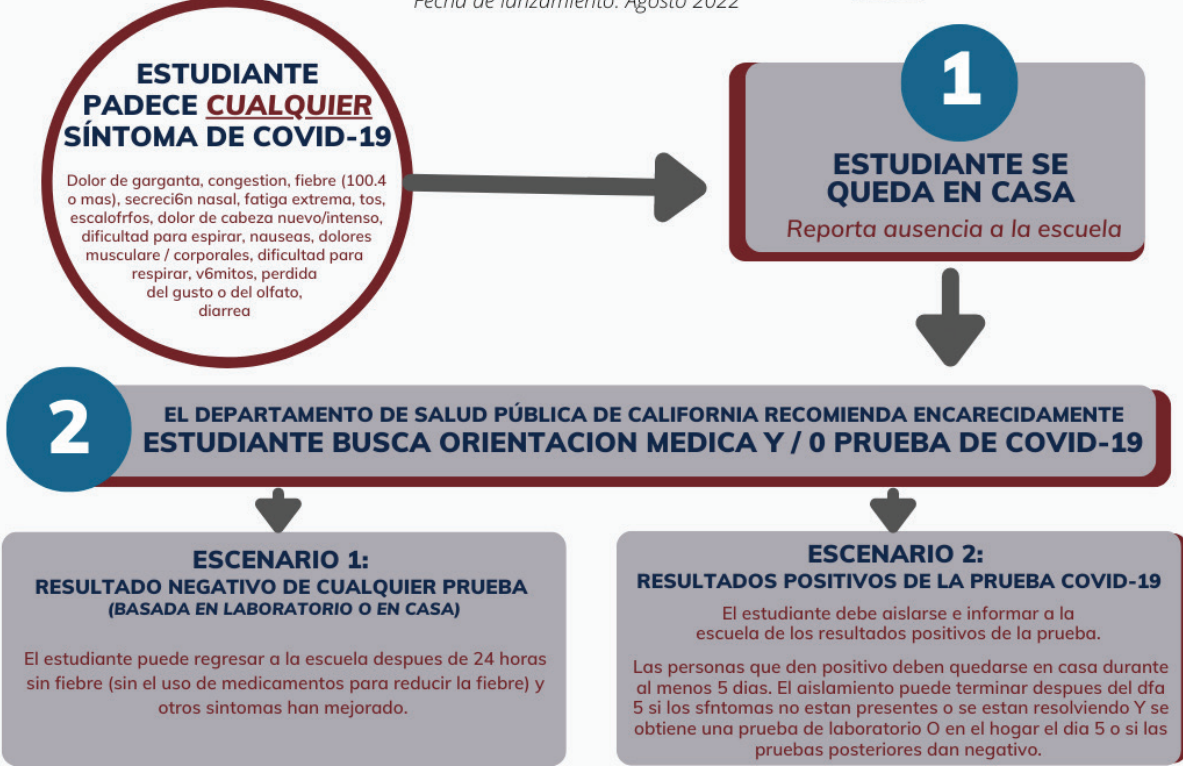 Fecha de lanzamiento: Agosto 2022
ESTUDIANTE
PADECE CUALQUIER
SÍNTOMA DE COVID-19
Dolor de garganta, congestion, fiebre (100.4
o mas), secreci6n nasal, fatiga extrema, tos,
escalofrfos, dolor de cabeza nuevo/intenso,
dificultad para espirar, nauseas, dolores
musculare / corporales, dificultad para
respirar, v6mitos, perdida
del gusto o del olfato,
diarrea
1
ESTUDIANTE SE
QUEDA EN CASA
Reporta ausencia a la escuela
2
EL DEPARTAMENTO DE SALUD PÚBLICA DE CALIFORNIA RECOMIENDA ENCARECIDAMENTE
ESTUDIANTE BUSCA ORIENTACION MEDICA Y / 0 PRUEBA DE COVID-19
ESCENARIO 1:
RESULTADO NEGATIVO DE CUALQUIER PRUEBA
(BASADA EN LABORATORIO O EN CASA)
El estudiante puede regresar a la escuela despues de 24 horas
sin fiebre (sin el uso de medicamentos para reducir la fiebre) y
otros sintomas han mejorado.
ESCENARIO 2:
RESULTADOS POSITIVOS DE LA PRUEBA COVID-19
El estudiante debe aislarse e informar a la
escuela de los resultados positivos de la prueba.
Las personas que den positivo deben quedarse en casa durante
al menos 5 dias. El aislamiento puede terminar despues del dfa
5 si los sfntomas no estan presentes o se estan resolviendo Y se
obtiene una prueba de laboratorio O en el hogar el dia 5 o si las
pruebas posteriores dan negativo.